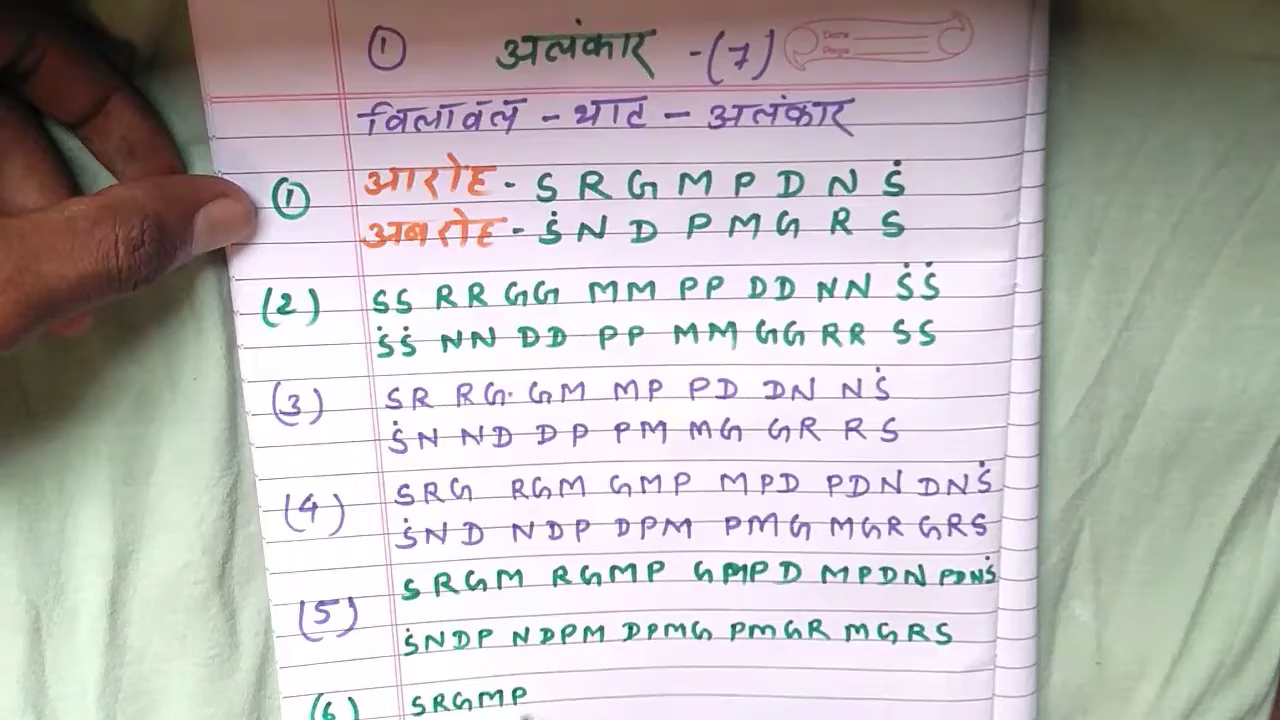 ① अलंकार -(7)
विलावल - थाट - अलंकार
① आरोह - S R G M P D N Ṡ
अबरोह - Ṡ N D P M G R S
(2) SS RR GG MM PP DD NN ṠṠ
ṠṠ NN DD PP MM GG RR SS
(3) SR RG. GM MP PD DN NṠ
ṠN ND DP PM MG GR RS
(4) SRG RGM GMP MPD PDN DNṠ
ṠND NDP DPM PMG MGR GRS
(5) SRGM RGMP GMPD MPDN PDNṠ
ṠNDP NDPM DPMG PMGR MGRS
(6) SRGMP